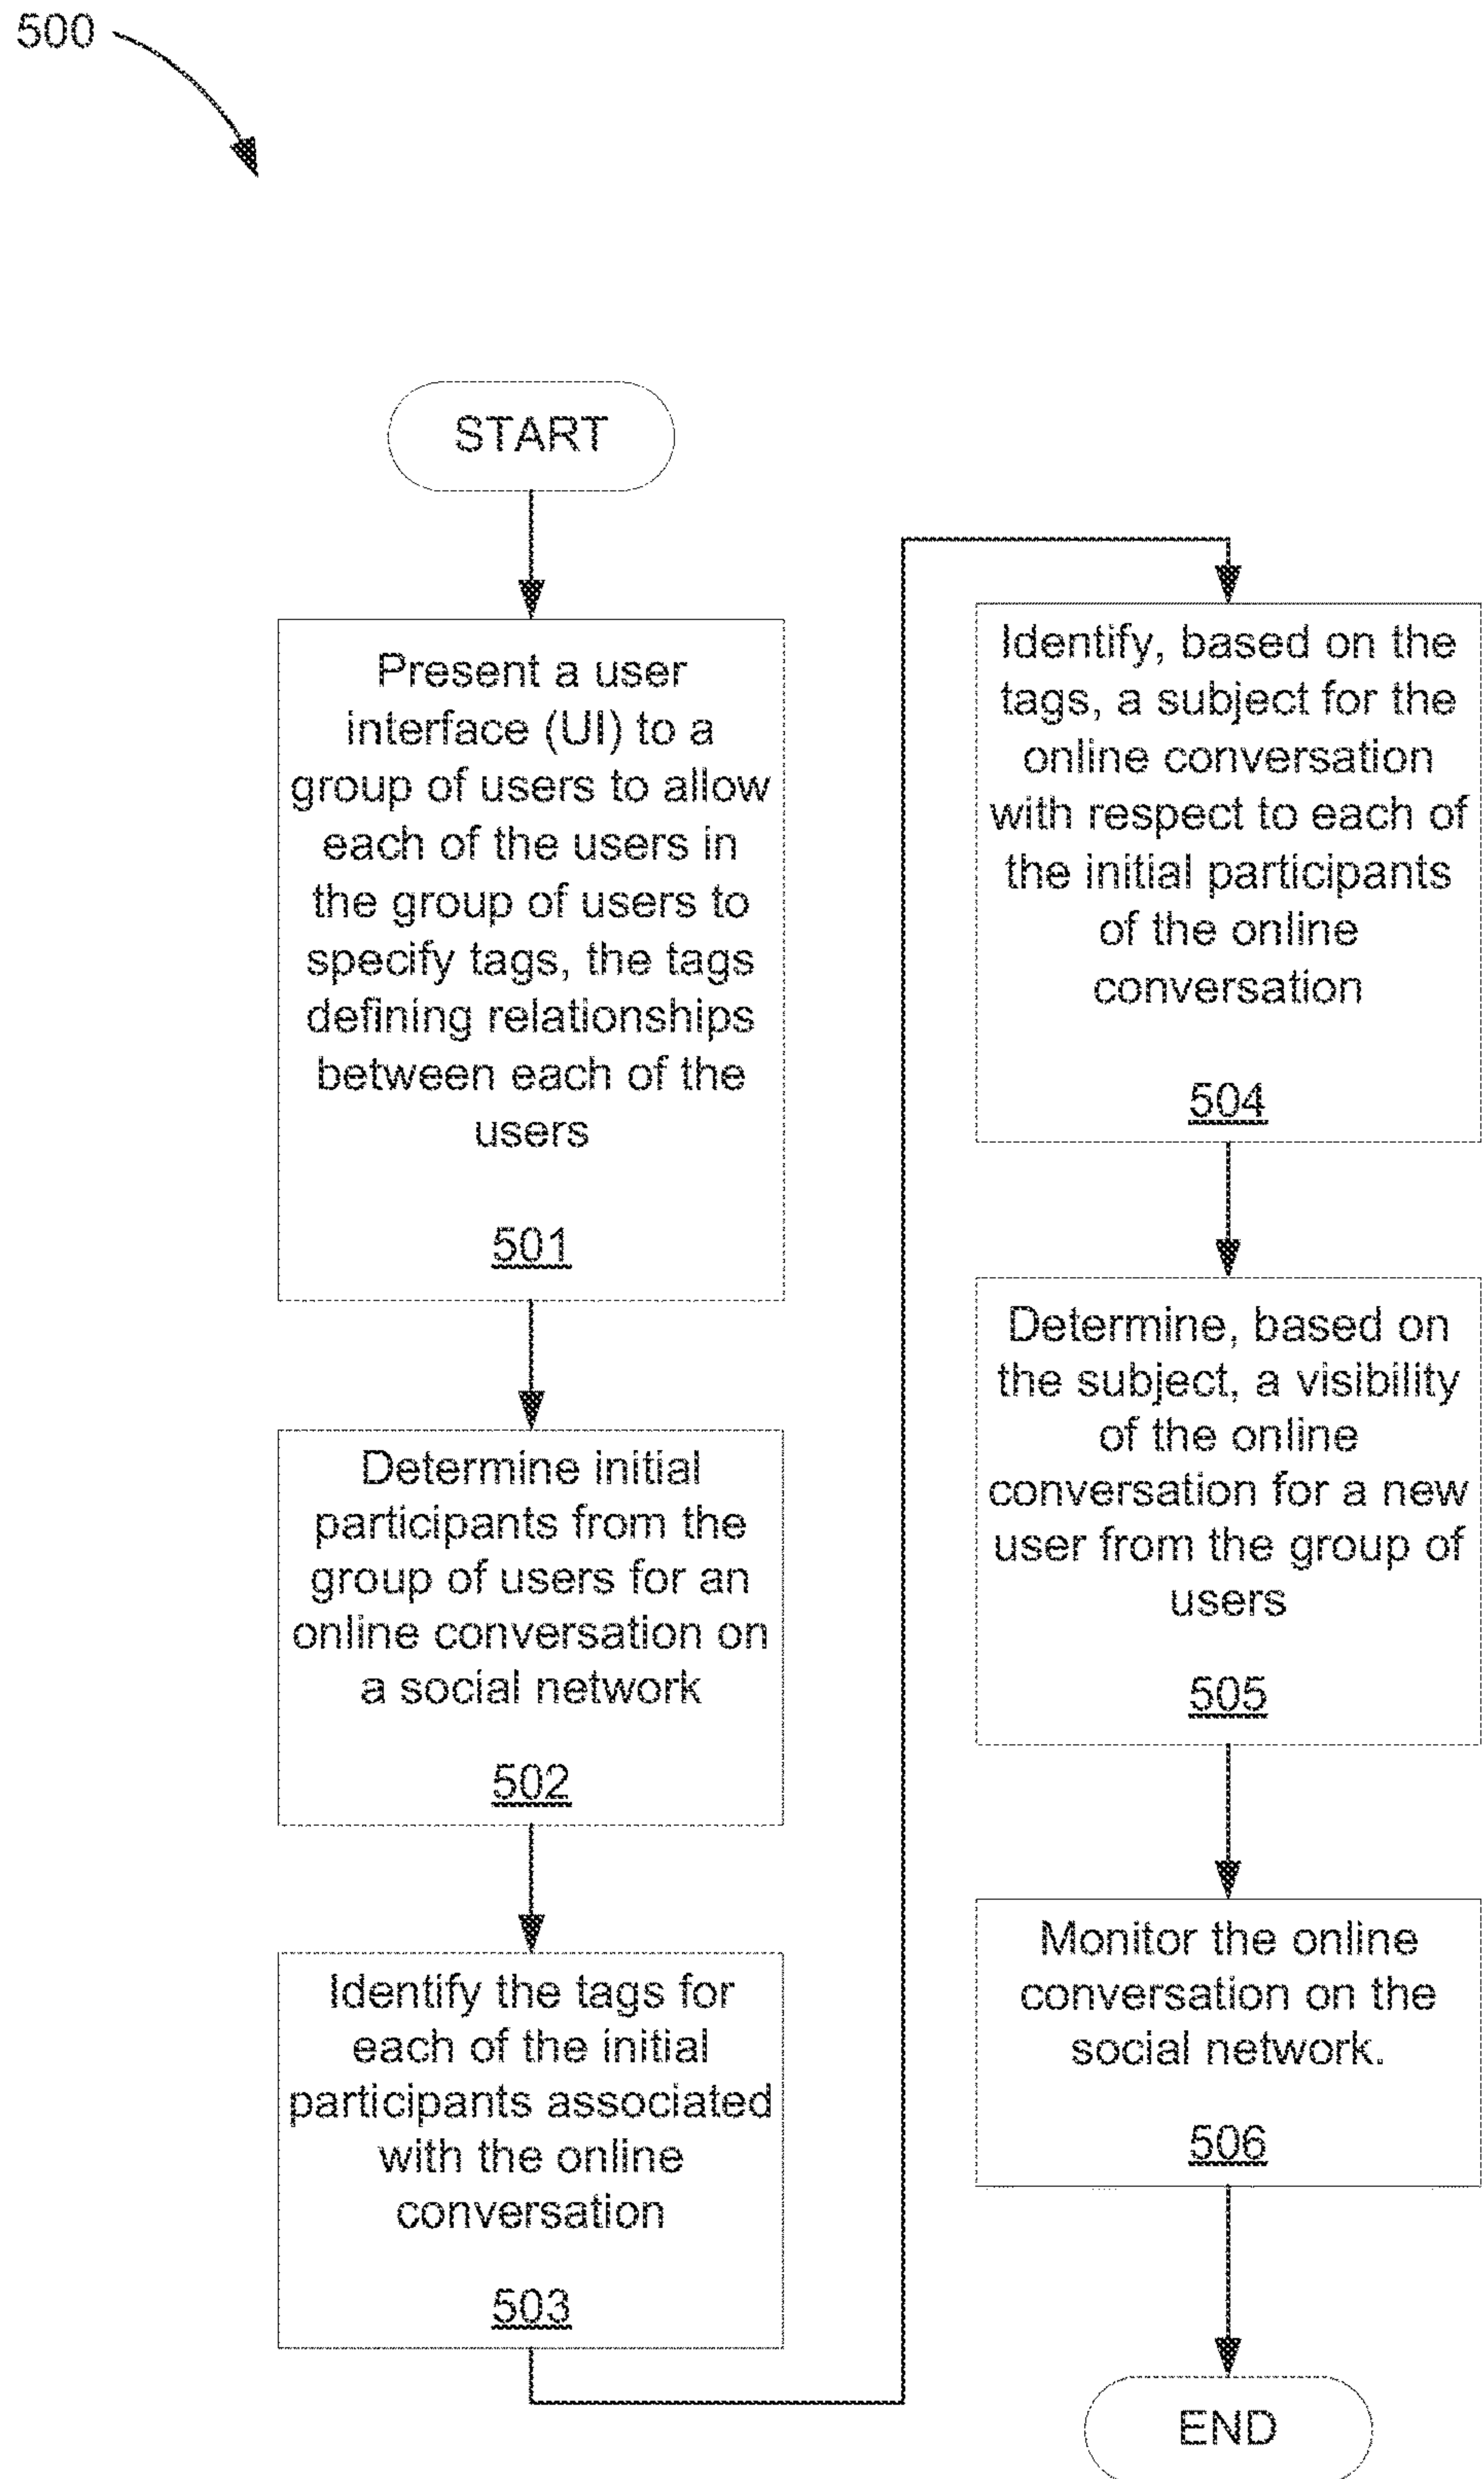 500
START
Present a user
interface (UI) to a
group of users to allow
each of the users in
the group of users to
specify tags, the tags
defining relationships
between each of the
users
501
Determine initial
participants from the
group of users for an
online conversation on
a social network
502
Identify the tags for
each of the initial
participants associated
with the online
conversation
503
Identify, based on the
tags, a subject for the
online conversation
with respect to each of
the initial participants
of the online
conversation
504
Determine, based on
the subject, a visibility
of the online
conversation for a new
user from the group of
users
505
Monitor the online
conversation on the
social network.
506
END